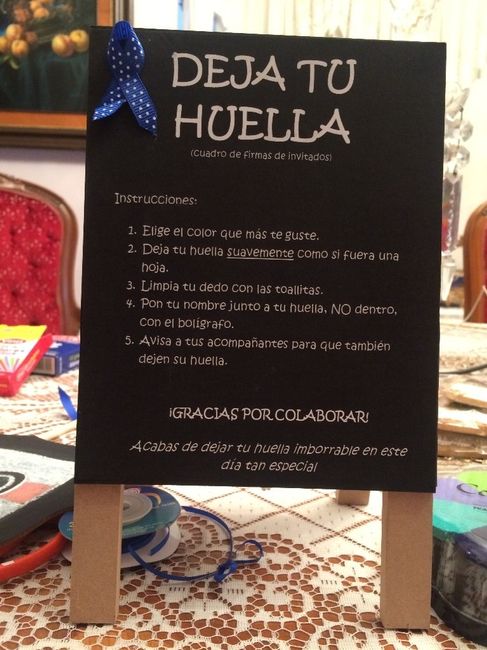 DEJA TU
HUELLA
(cuadro de firmas de invitados)
Instrucciones:
1. Elige el color que más te guste.
2. Deja tu huella suavemente como si fuera una
hoja.
3. Limpia tu dedo con las toallitas.
4. Pon tu nombre junto a tu huella, NO dentro,
con el bolígrafo.
5. Avisa a tus acompañantes para que también
dejen su huella.
¡GRACIAS POR COLABORAR!
Acabas de dejar tu huella imborrable en este
día tan especial